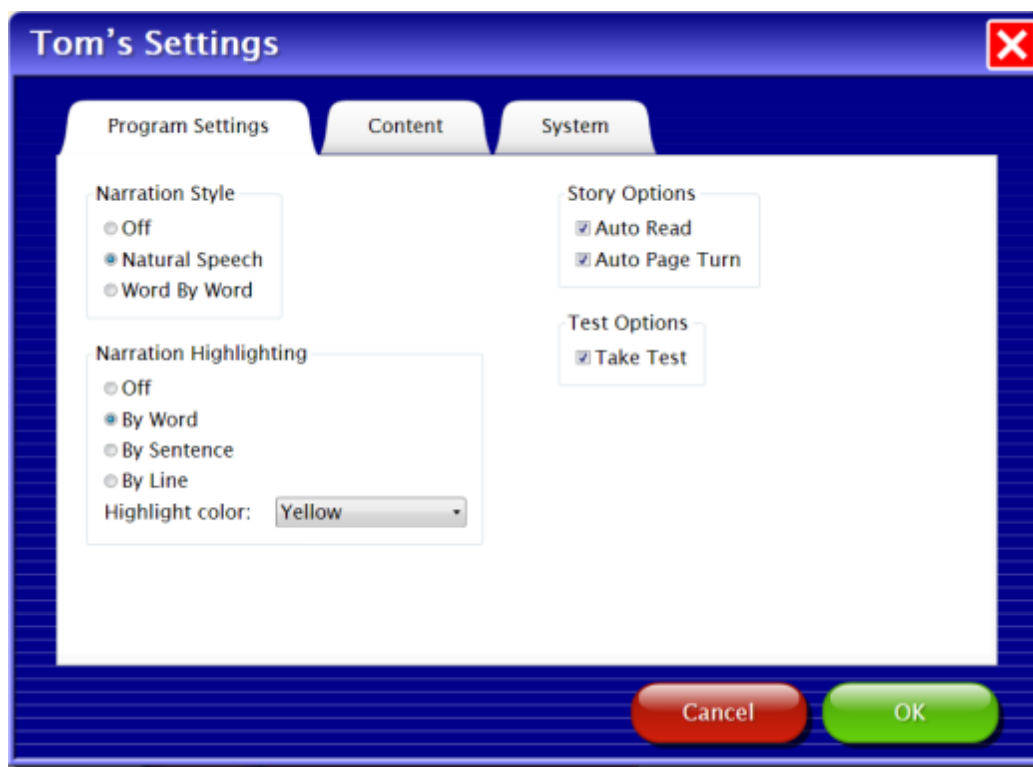 Tom's Settings
Program Settings
Content
System
Narration Style
Off
Natural Speech
Word By Word
Narration Highlighting
Off
By Word
By Sentence
By Line
Highlight color: Yellow
Story Options
Auto Read
Auto Page Turn
Test Options
Take Test
Cancel
OK